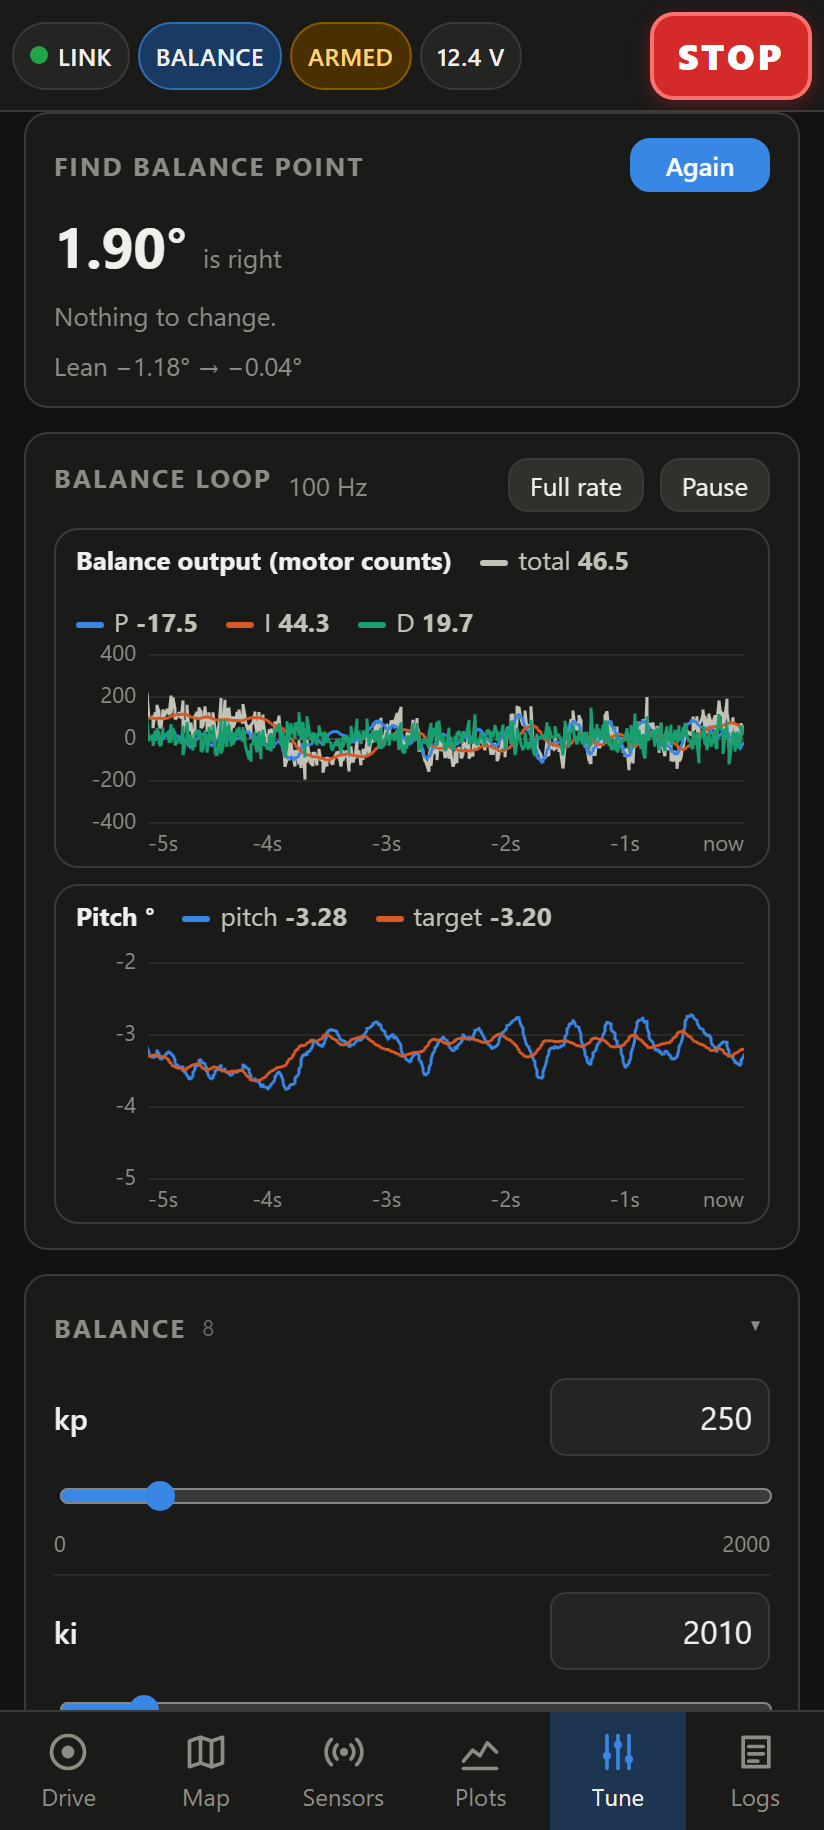 LINK BALANCE ARMED 12.4 V STOP
FIND BALANCE POINT Again
1.90° is right
Nothing to change.
Lean −1.18° → −0.04°
BALANCE LOOP 100 Hz Full rate Pause
Balance output (motor counts) total 46.5
P -17.5 I 44.3 D 19.7
400
200
0
-200
-400
-5s -4s -3s -2s -1s now
Pitch ° pitch -3.28 target -3.20
-2
-3
-4
-5
-5s -4s -3s -2s -1s now
BALANCE 8 ▼
kp 250
0 2000
ki 2010
Drive Map Sensors Plots Tune Logs